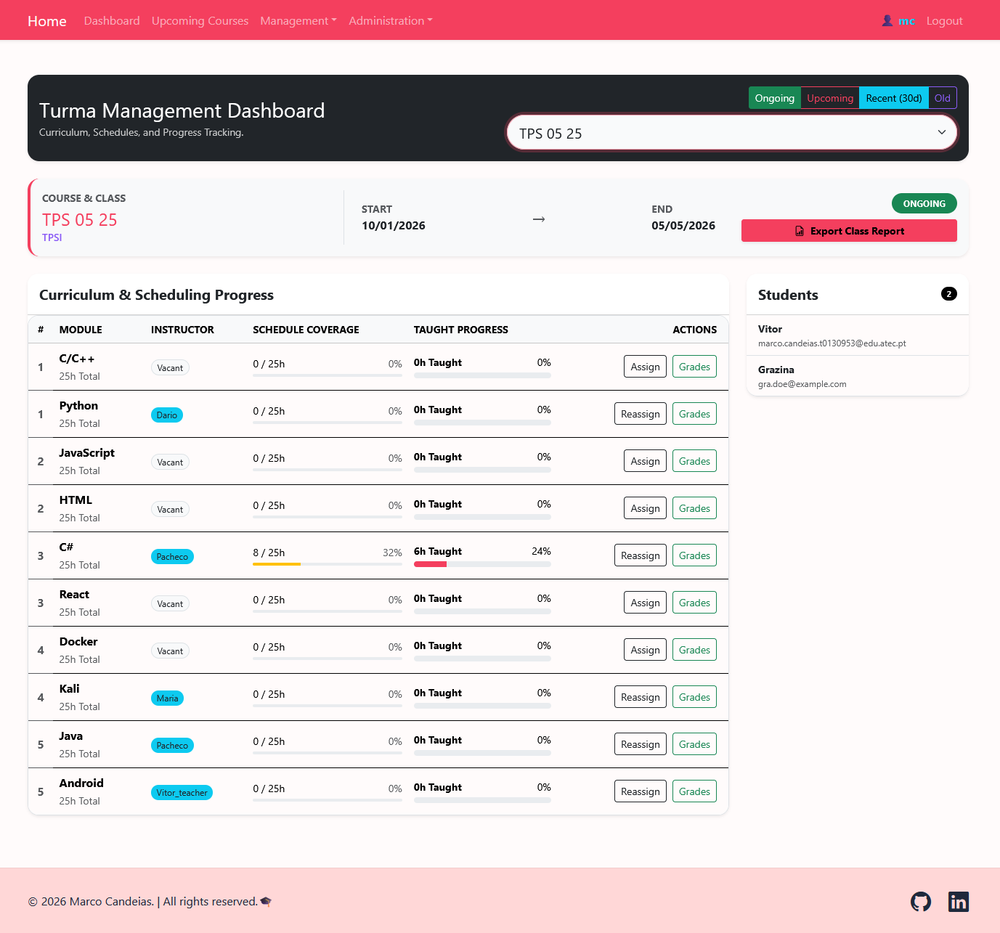 Home Dashboard Upcoming Courses Management Administration mc Logout
Turma Management Dashboard
Curriculum, Schedules, and Progress Tracking.
Ongoing Upcoming Recent (30d) Old
TPS 05 25
COURSE & CLASS
TPS 05 25
TPSI
START
10/01/2026
→
END
05/05/2026
ONGOING
Export Class Report
Curriculum & Scheduling Progress
# MODULE INSTRUCTOR SCHEDULE COVERAGE TAUGHT PROGRESS ACTIONS
1 C/C++ 25h Total Vacant 0 / 25h 0% 0h Taught 0% Assign Grades
1 Python 25h Total Dario 0 / 25h 0% 0h Taught 0% Reassign Grades
2 JavaScript 25h Total Vacant 0 / 25h 0% 0h Taught 0% Assign Grades
2 HTML 25h Total Vacant 0 / 25h 0% 0h Taught 0% Assign Grades
3 C# 25h Total Pacheco 8 / 25h 32% 6h Taught 24% Reassign Grades
3 React 25h Total Vacant 0 / 25h 0% 0h Taught 0% Assign Grades
4 Docker 25h Total Vacant 0 / 25h 0% 0h Taught 0% Assign Grades
4 Kali 25h Total Maria 0 / 25h 0% 0h Taught 0% Reassign Grades
5 Java 25h Total Pacheco 0 / 25h 0% 0h Taught 0% Reassign Grades
5 Android 25h Total Vitor_teacher 0 / 25h 0% 0h Taught 0% Reassign Grades
Students 2
Vitor
marco.candeias.t0130953@edu.atec.pt
Grazina
gra.doe@example.com
© 2026 Marco Candeias. | All rights reserved.
in